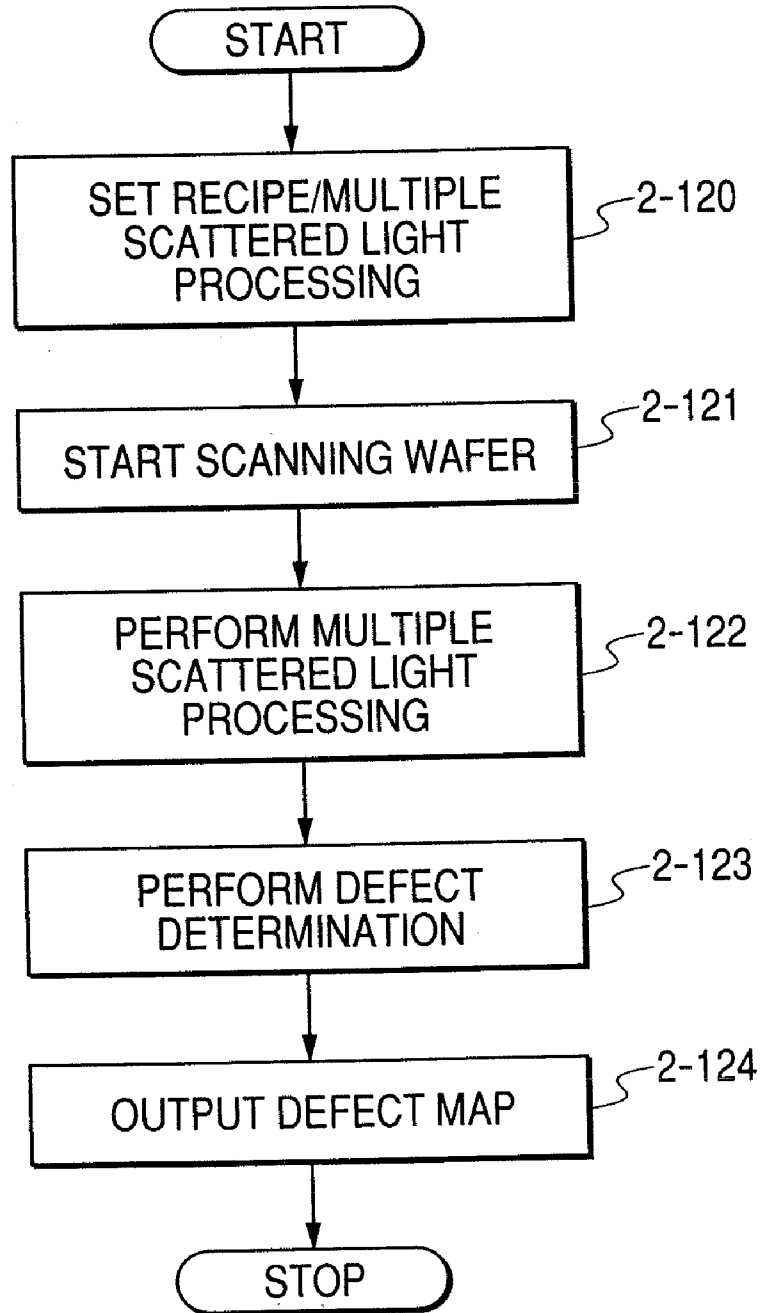 START
SET RECIPE/MULTIPLE
SCATTERED LIGHT
PROCESSING
2-120
START SCANNING WAFER
2-121
PERFORM MULTIPLE
SCATTERED LIGHT
PROCESSING
2-122
PERFORM DEFECT
DETERMINATION
2-123
OUTPUT DEFECT MAP
2-124
STOP